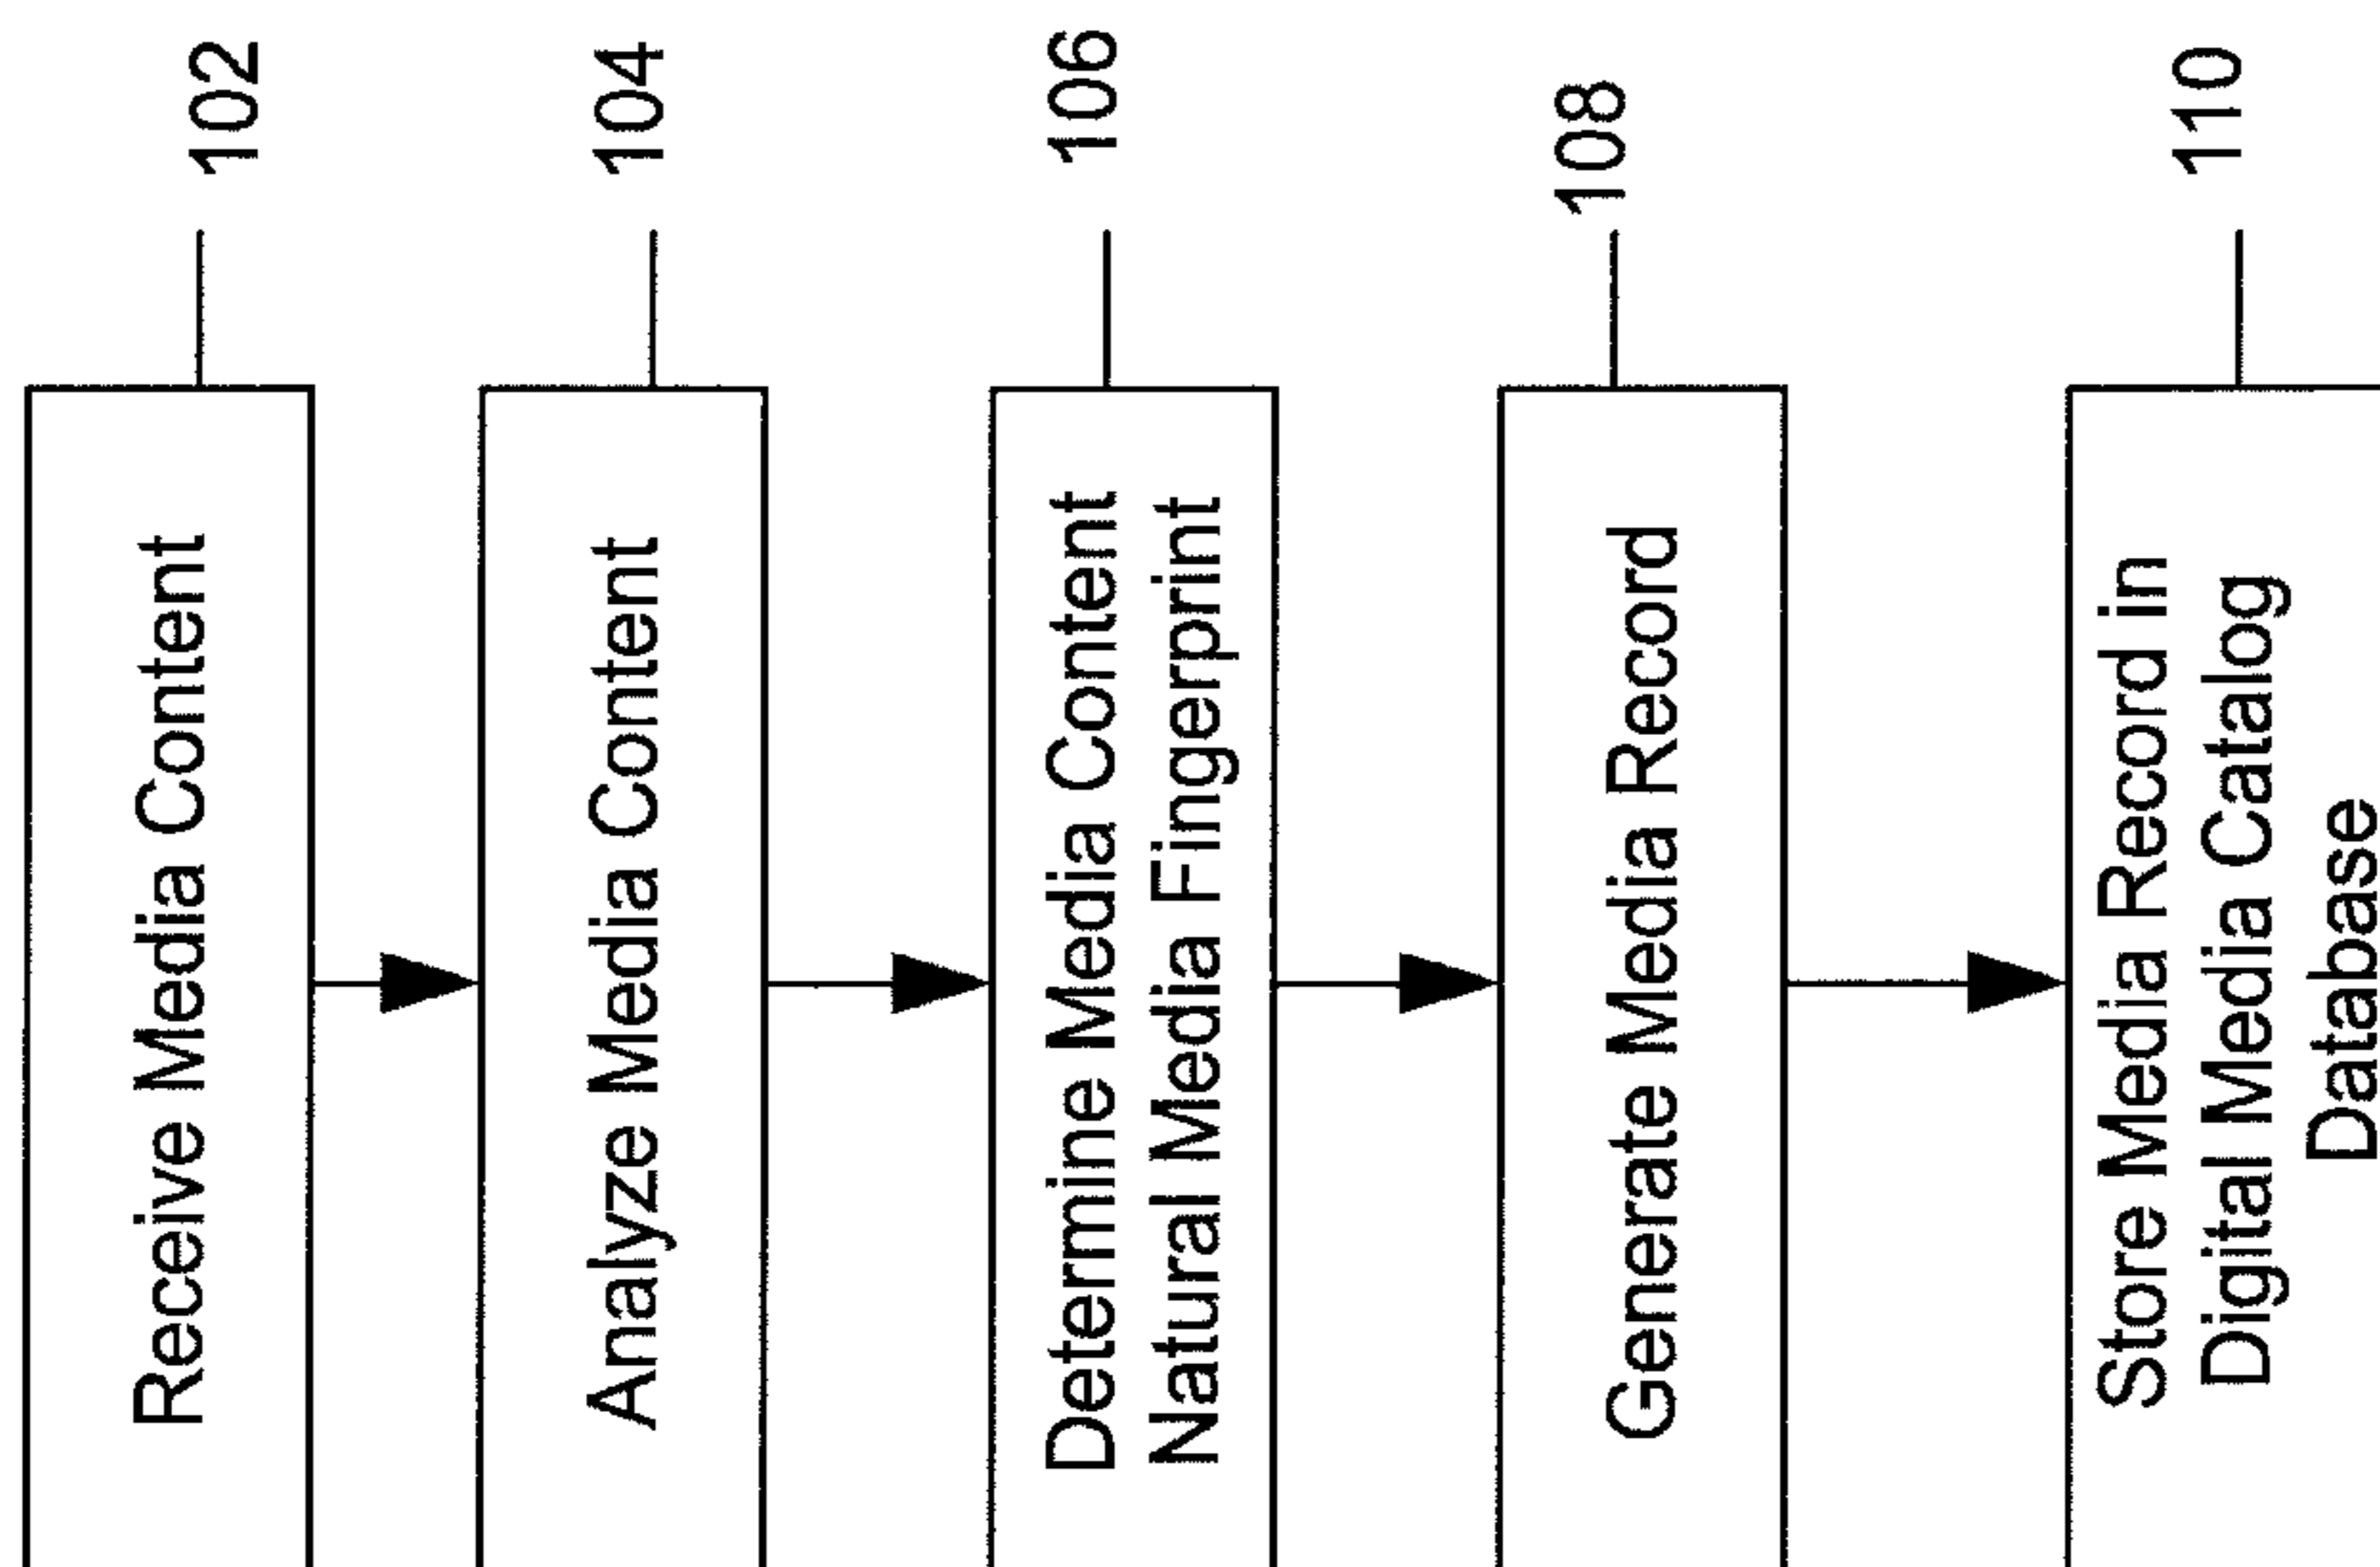 Receive Media Content
102
Analyze Media Content
104
Determine Media Content
Natural Media Fingerprint
106
Generate Media Record
108
Store Media Record in
Digital Media Catalog
Database
110